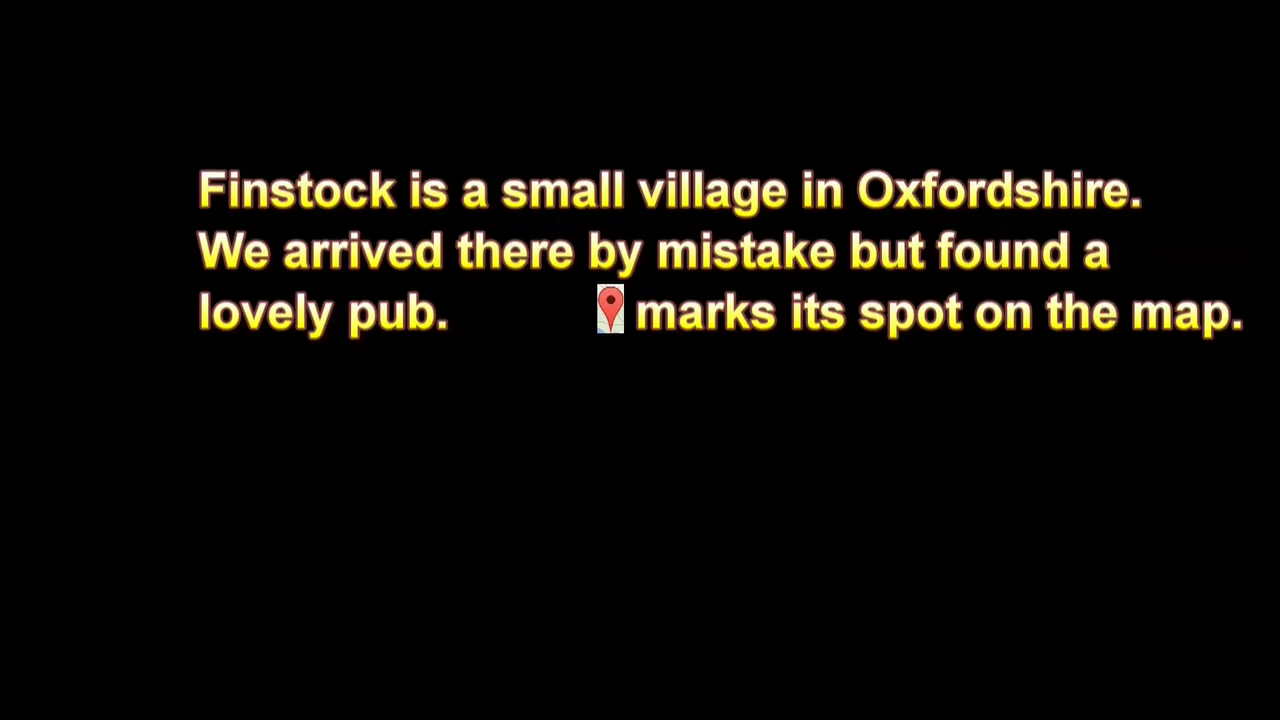 Finstock is a small village in Oxfordshire.
We arrived there by mistake but found a
lovely pub. marks its spot on the map.